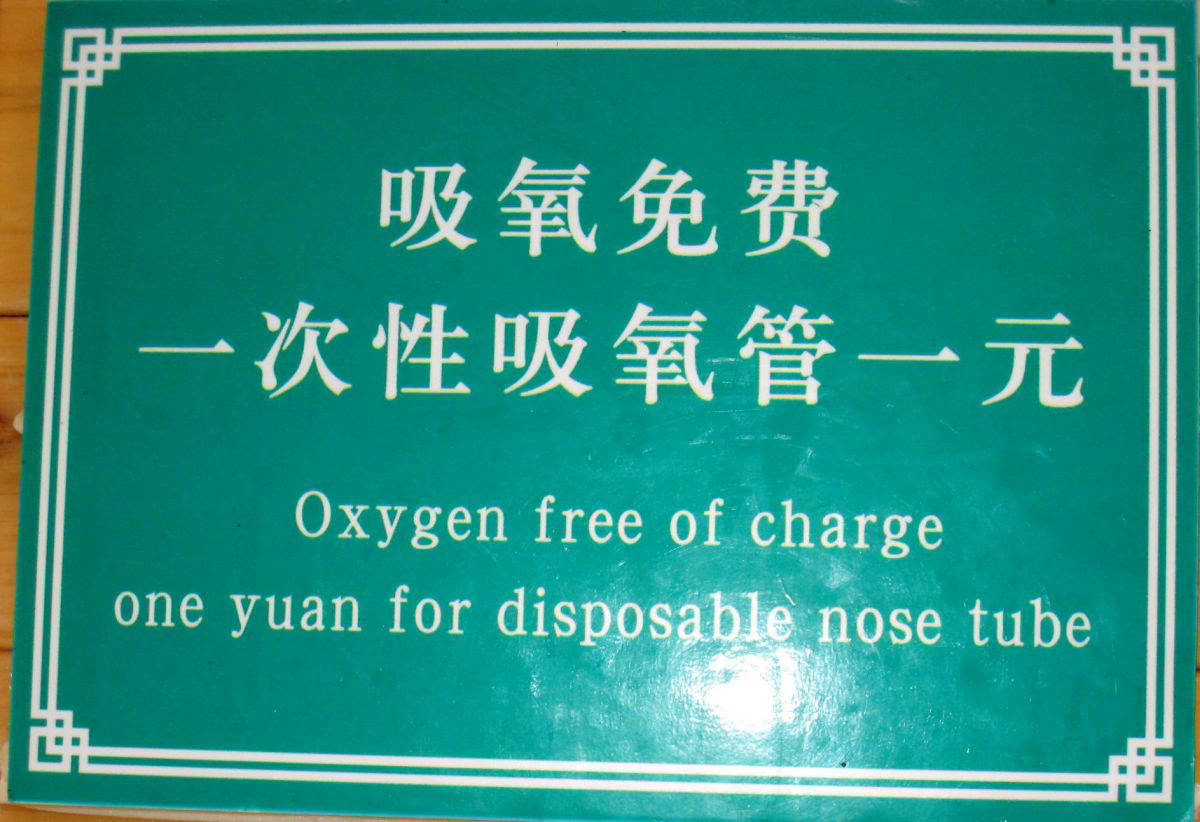 吸氧免费
一次性吸氧管一元
Oxygen free of charge
one yuan for disposable nose tube